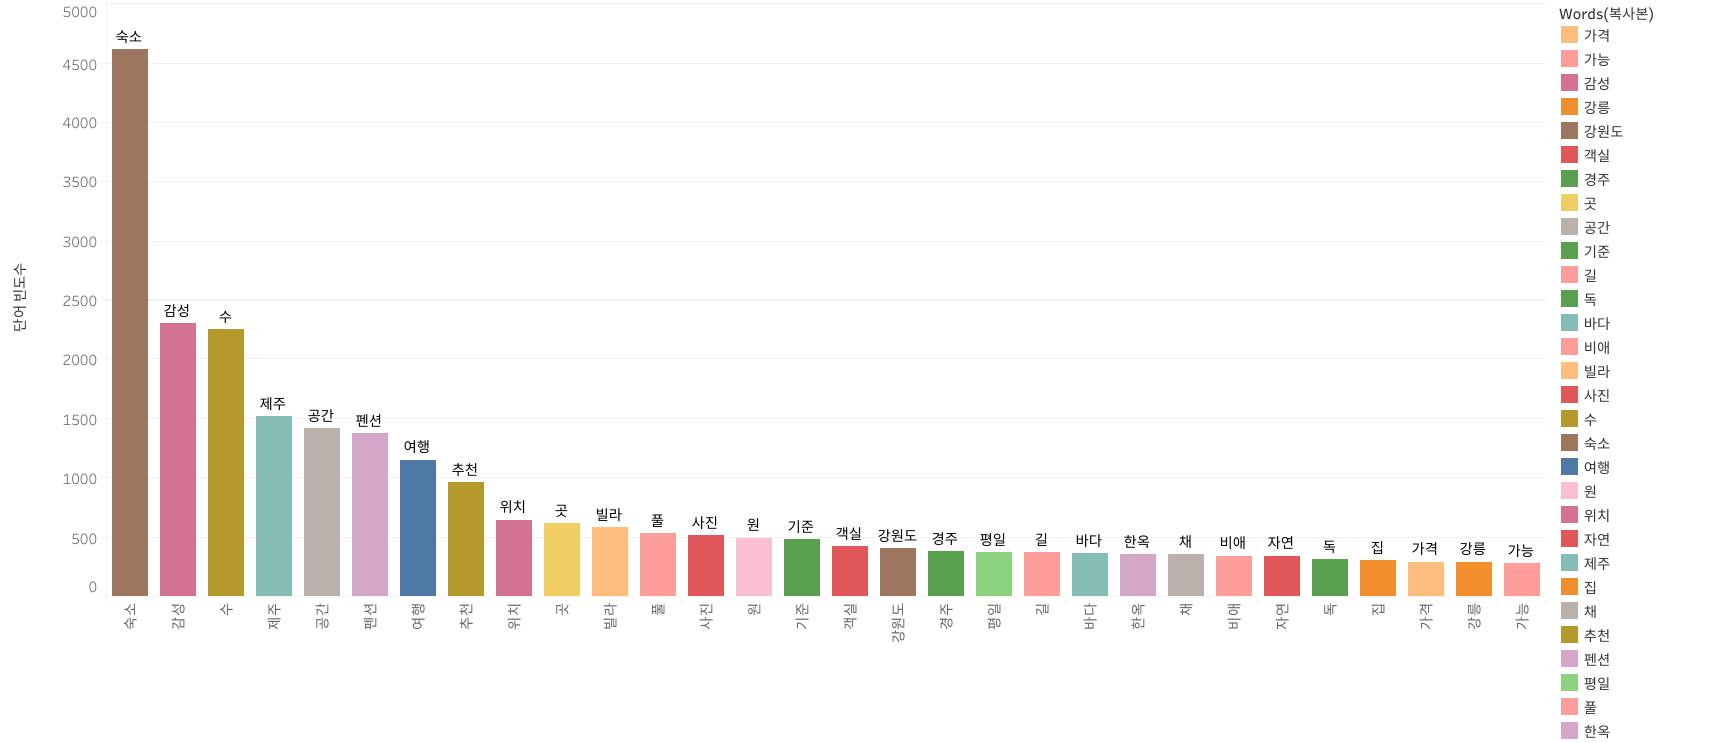 단어 빈도수
5000
4500
4000
3500
3000
2500
2000
1500
1000
500
0
숙소
감성
수
제주
공간
펜션
여행
추천
위치
곳
빌라
풀
사진
원
기준
객실
강원도
경주
평일
길
바다
한옥
채
비애
자연
독
집
가격
강릉
가능
숙소
감성
수
제주
공간
펜션
여행
추천
위치
곳
빌라
풀
사진
원
기준
객실
강원도
경주
평일
길
바다
한옥
채
비애
자연
독
집
가격
강릉
가능
Words(복사본)
가격
가능
감성
강릉
강원도
객실
경주
곳
공간
기준
길
독
바다
비애
빌라
사진
수
숙소
여행
원
위치
자연
제주
집
채
추천
펜션
평일
풀
한옥